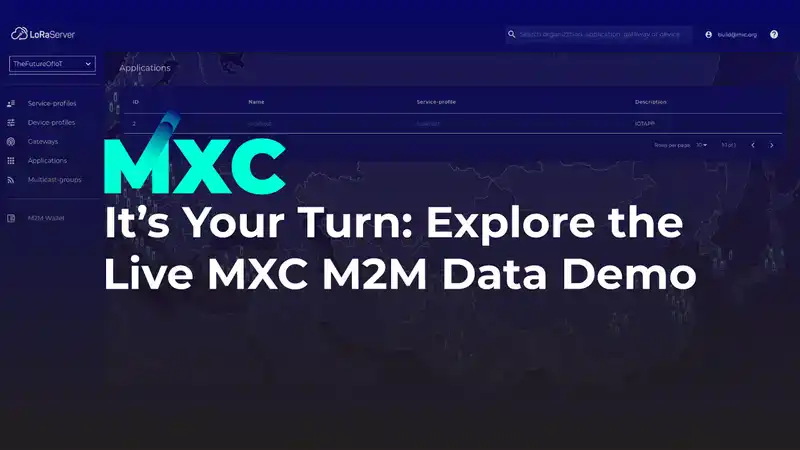 LoRaServer
Search organization, application, gateway or device
build@mxc.org
TheFutureOfIoT
Applications
Service-profiles
Device-profiles
Gateways
Applications
Multicast-groups
M2M Wallet
ID
Name
Service-profile
Description
2
IOTAPP
Rows per page: 10
1-1 of 1
MXC
It's Your Turn: Explore the
Live MXC M2M Data Demo